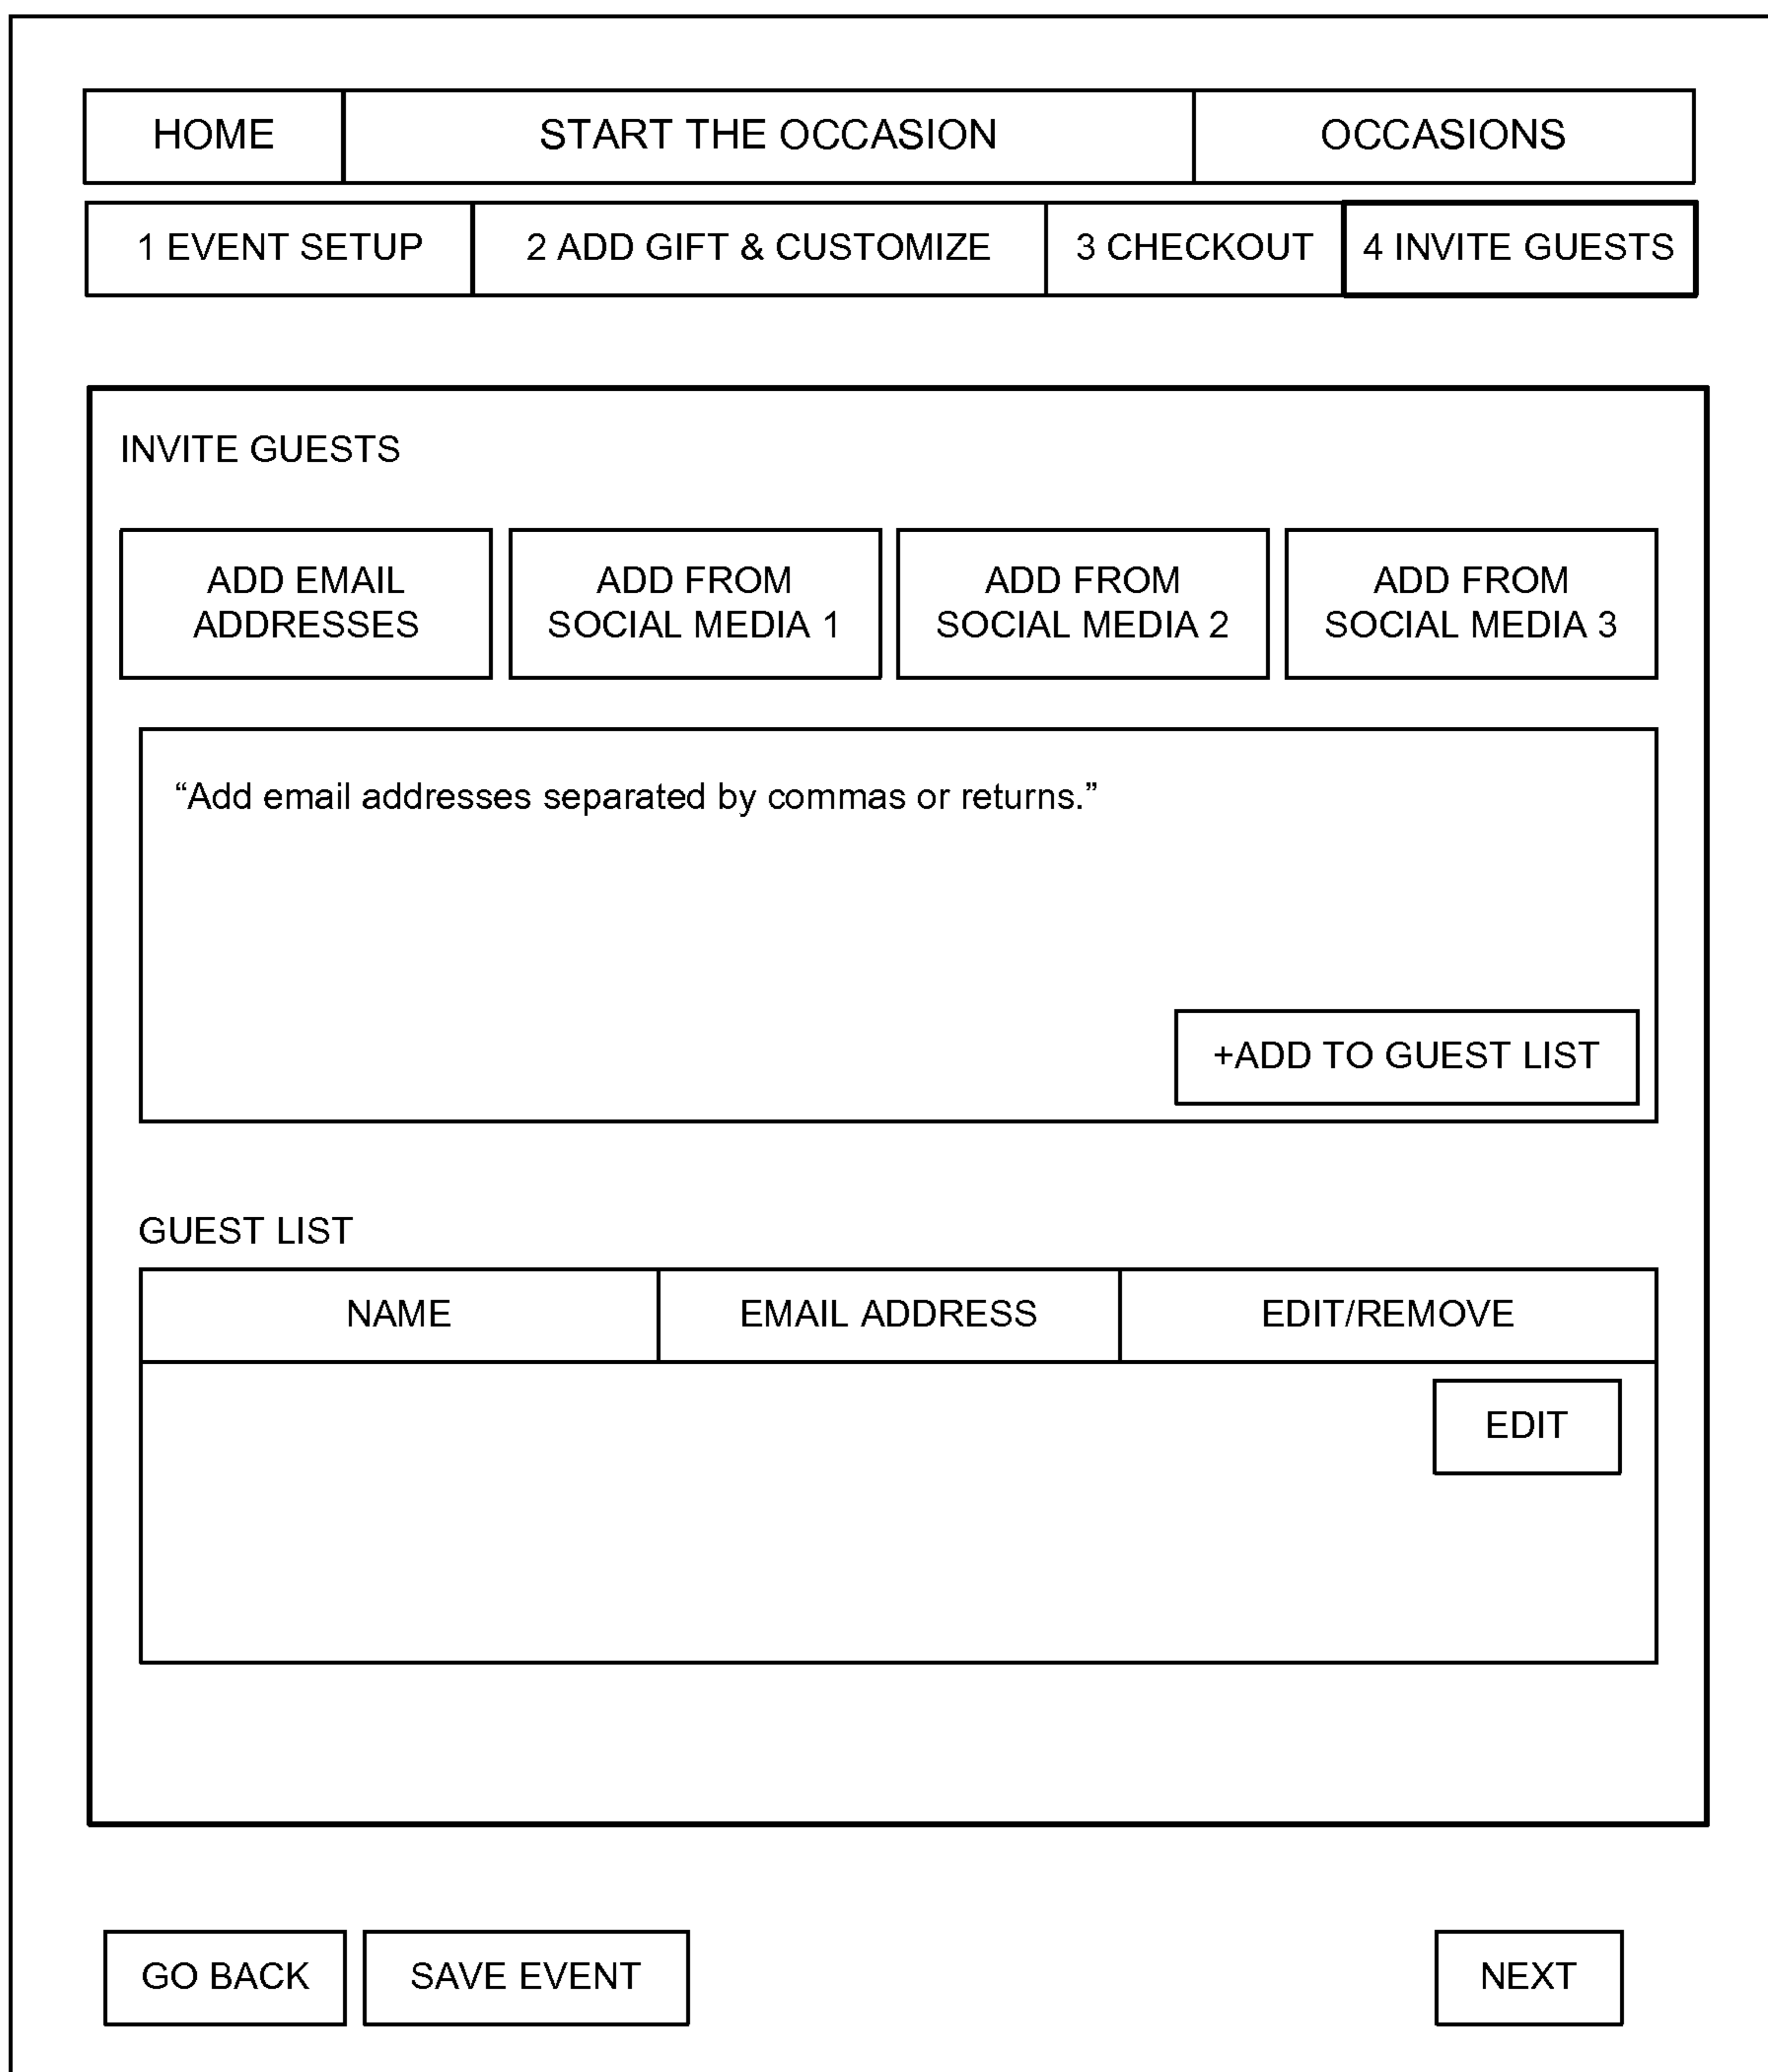 HOME START THE OCCASION OCCASIONS
1 EVENT SETUP 2 ADD GIFT & CUSTOMIZE 3 CHECKOUT 4 INVITE GUESTS
INVITE GUESTS
ADD EMAIL
ADDRESSES
ADD FROM
SOCIAL MEDIA 1
ADD FROM
SOCIAL MEDIA 2
ADD FROM
SOCIAL MEDIA 3
“Add email addresses separated by commas or returns.”
+ADD TO GUEST LIST
GUEST LIST
NAME EMAIL ADDRESS EDIT/REMOVE
EDIT
GO BACK SAVE EVENT NEXT